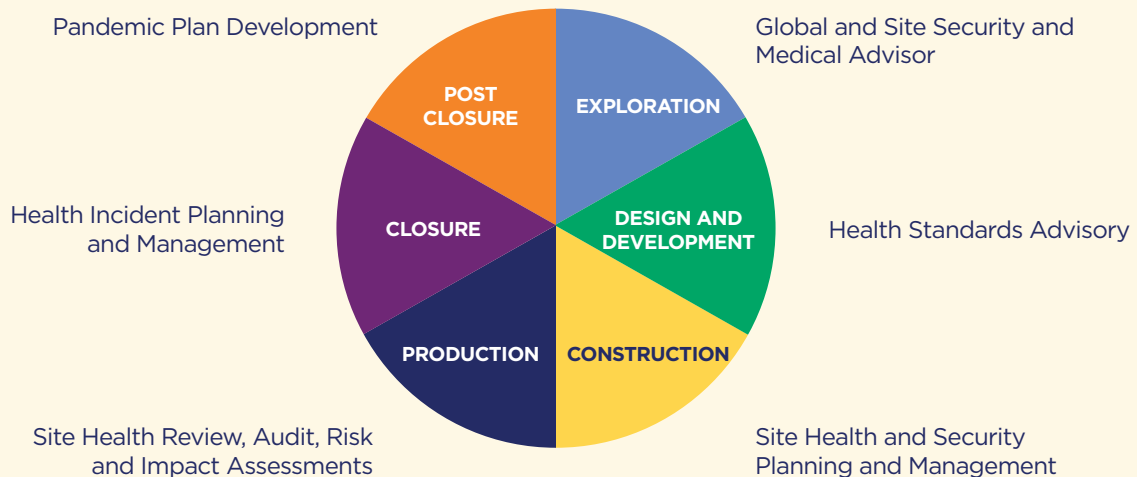 Pandemic Plan Development
Global and Site Security and
Medical Advisor
POST
CLOSURE
EXPLORATION
Health Incident Planning
and Management
CLOSURE
DESIGN AND
DEVELOPMENT
Health Standards Advisory
PRODUCTION
CONSTRUCTION
Site Health Review, Audit, Risk
and Impact Assessments
Site Health and Security
Planning and Management